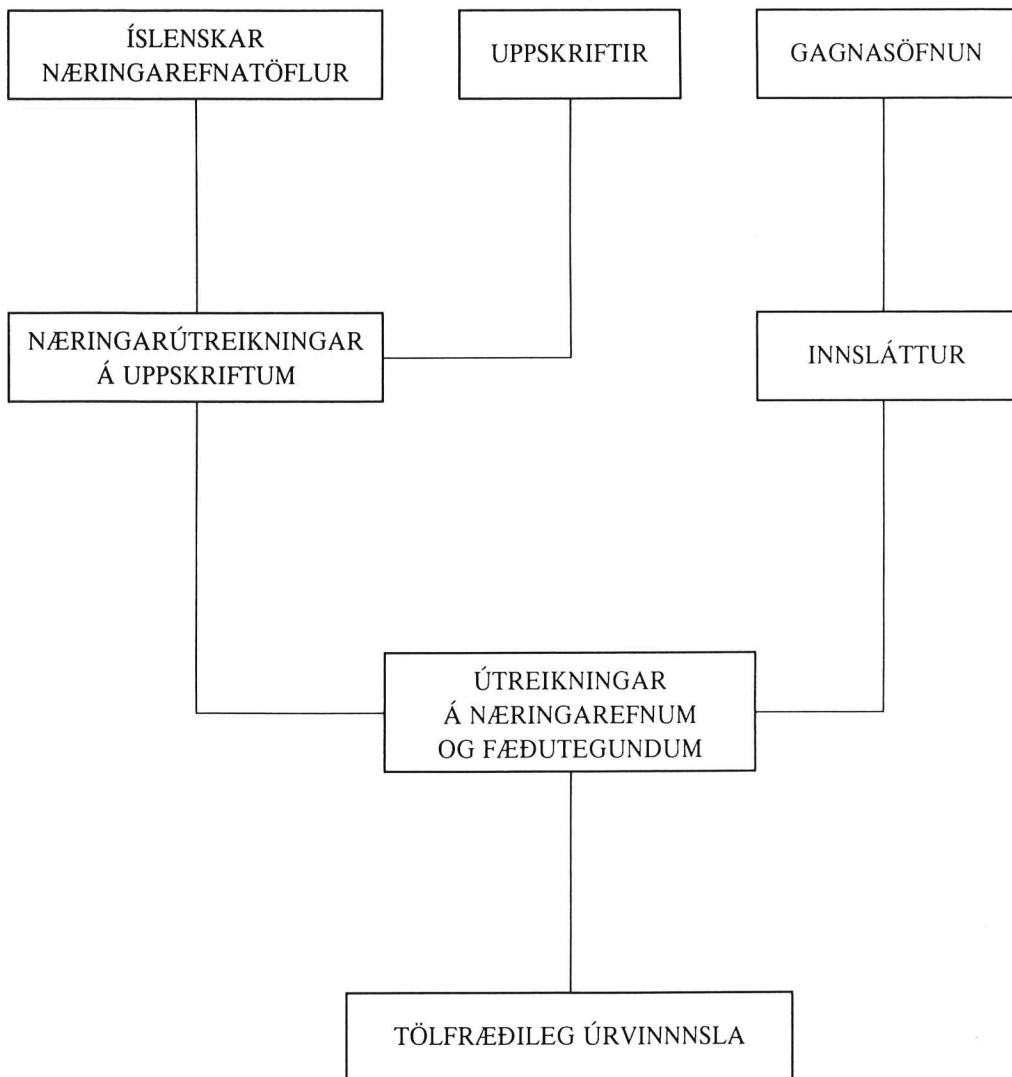 ÍSLENSKAR
NÆRINGAREFNATÖFLUR
UPPSKRIFTIR
GAGNASÖFNUN
NÆRINGARÚTREIKNINGAR
Á UPPSKRIFTUM
INNSLÁTTUR
ÚTREIKNINGAR
Á NÆRINGAREFNUM
OG FÆÐUTEGUNDUM
TÖLFRÆÐILEG ÚRVINNNSLA